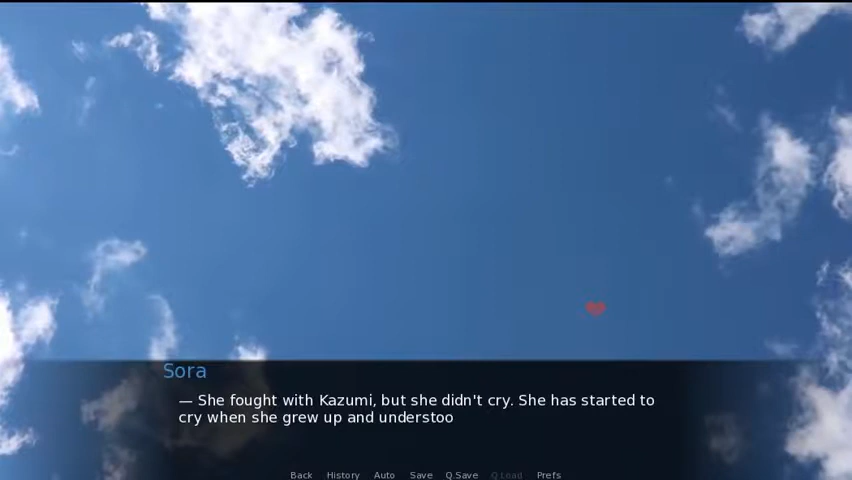 Sora
— She fought with Kazumi, but she didn't cry. She has started to
cry when she grew up and understoo
Back History Auto Save Q.Save Q.Load Prefs